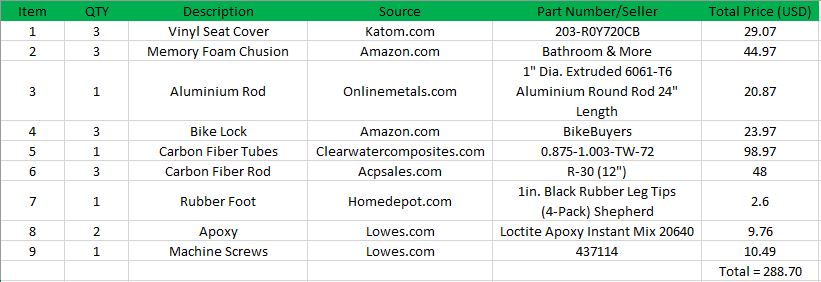 Item QTY Description Source Part Number/Seller Total Price (USD)
1 3 Vinyl Seat Cover Katom.com 203-R0Y720CB 29.07
2 3 Memory Foam Chusion Amazon.com Bathroom & More 44.97
3 1 Aluminium Rod Onlinemetals.com 1" Dia. Extruded 6061-T6
Aluminium Round Rod 24"
Length 20.87
4 3 Bike Lock Amazon.com BikeBuyers 23.97
5 1 Carbon Fiber Tubes Clearwatercomposites.com 0.875-1.003-TW-72 98.97
6 3 Carbon Fiber Rod Acpsales.com R-30 (12") 48
7 1 Rubber Foot Homedepot.com 1in. Black Rubber Leg Tips
(4-Pack) Shepherd 2.6
8 2 Apoxy Lowes.com Loctite Apoxy Instant Mix 20640 9.76
9 1 Machine Screws Lowes.com 437114 10.49
Total = 288.70